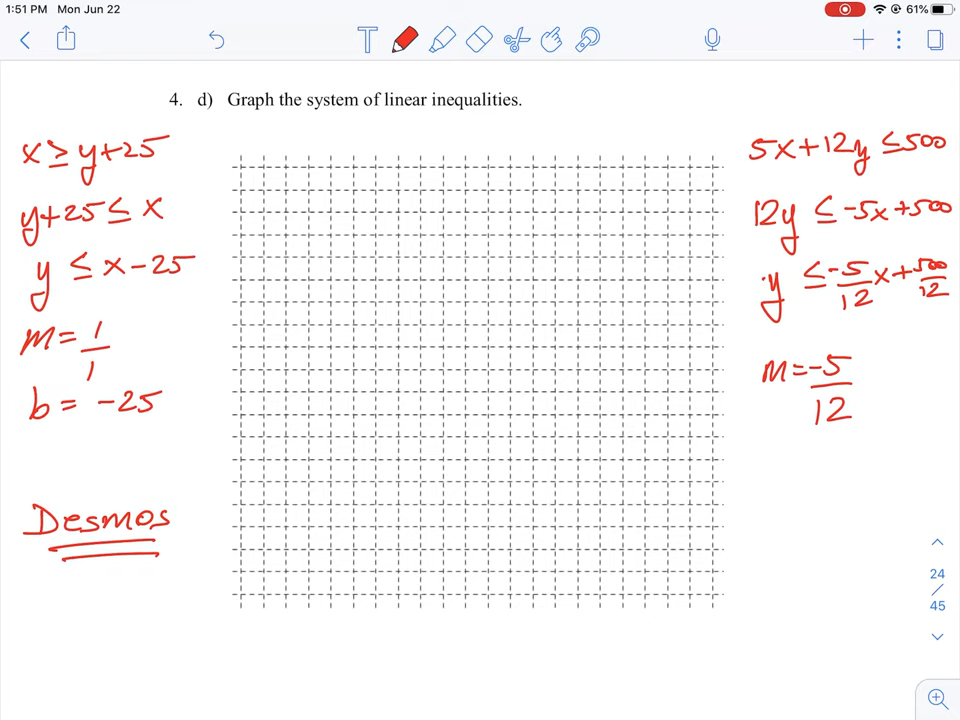 1:51 PM Mon Jun 22
61%
T
4. d) Graph the system of linear inequalities.
x ≥ y+25
y+25 ≤ x
y ≤ x-25
m = 1/1
b = -25
Desmos
5x+12y ≤500
12y ≤ -5x+500
y ≤ -5/12 x + 500/12
m = -5/12
24
/
45